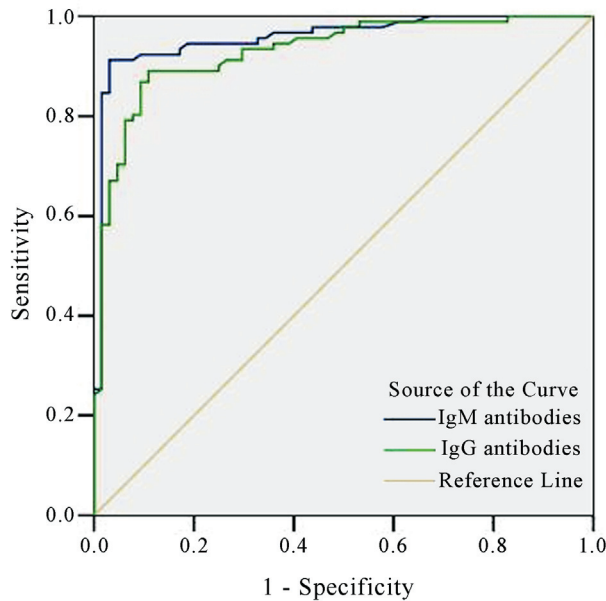 1.0
0.8
0.6
0.4
0.2
0.0
Sensitivity
Source of the Curve
IgM antibodies
IgG antibodies
Reference Line
0.0 0.2 0.4 0.6 0.8 1.0
1 - Specificity